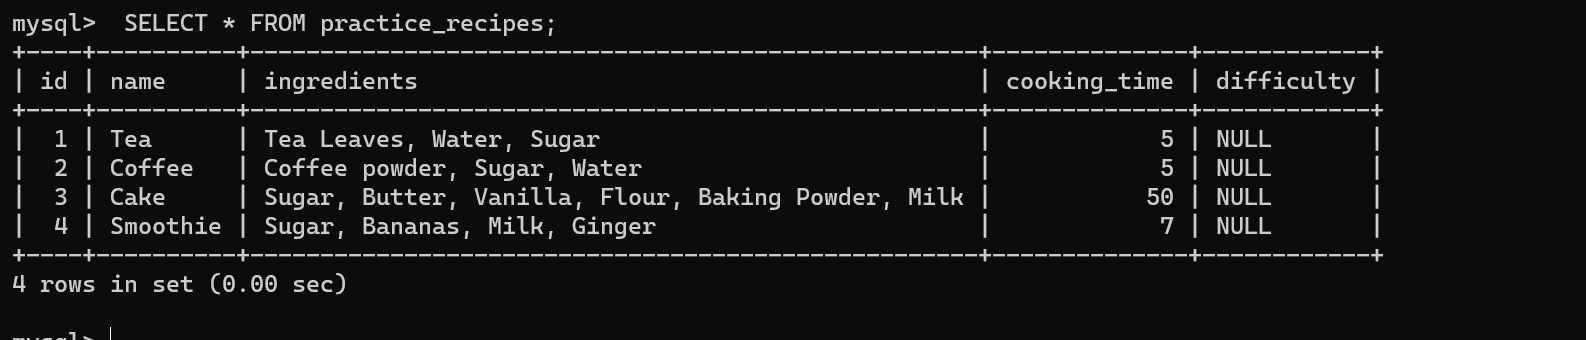 mysql>  SELECT * FROM practice_recipes;
+----+----------+----------------------------------------------------+--------------+------------+
| id | name     | ingredients                                        | cooking_time | difficulty |
+----+----------+----------------------------------------------------+--------------+------------+
|  1 | Tea      | Tea Leaves, Water, Sugar                           |            5 | NULL       |
|  2 | Coffee   | Coffee powder, Sugar, Water                        |            5 | NULL       |
|  3 | Cake     | Sugar, Butter, Vanilla, Flour, Baking Powder, Milk |           50 | NULL       |
|  4 | Smoothie | Sugar, Bananas, Milk, Ginger                       |            7 | NULL       |
+----+----------+----------------------------------------------------+--------------+------------+
4 rows in set (0.00 sec)
mysql>